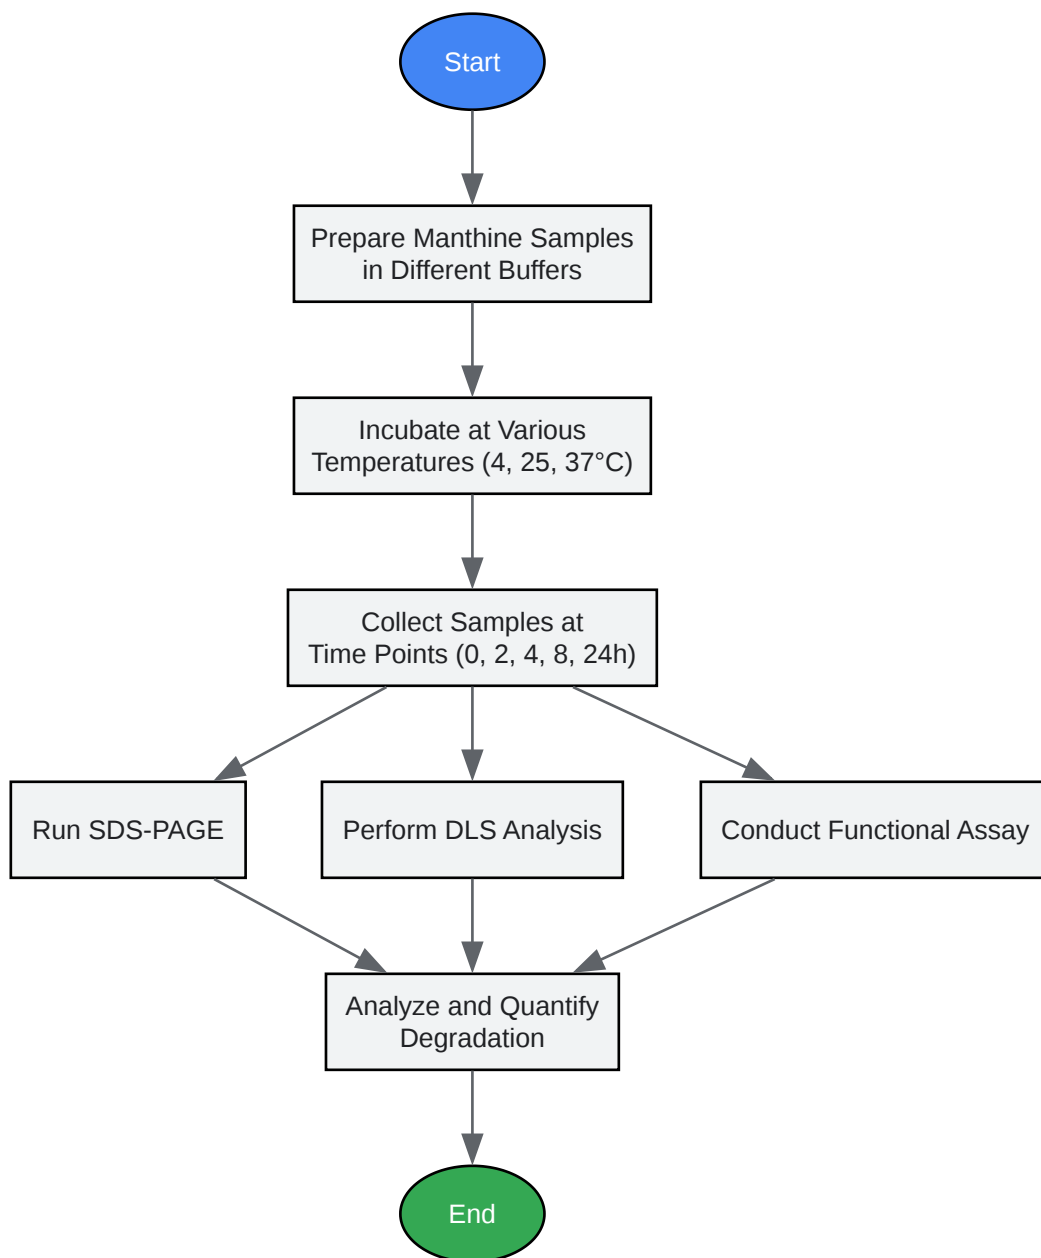 Start
Prepare Manthine Samples
in Different Buffers
Incubate at Various
Temperatures (4, 25, 37°C)
Collect Samples at
Time Points (0, 2, 4, 8, 24h)
Run SDS-PAGE
Perform DLS Analysis
Conduct Functional Assay
Analyze and Quantify
Degradation
End